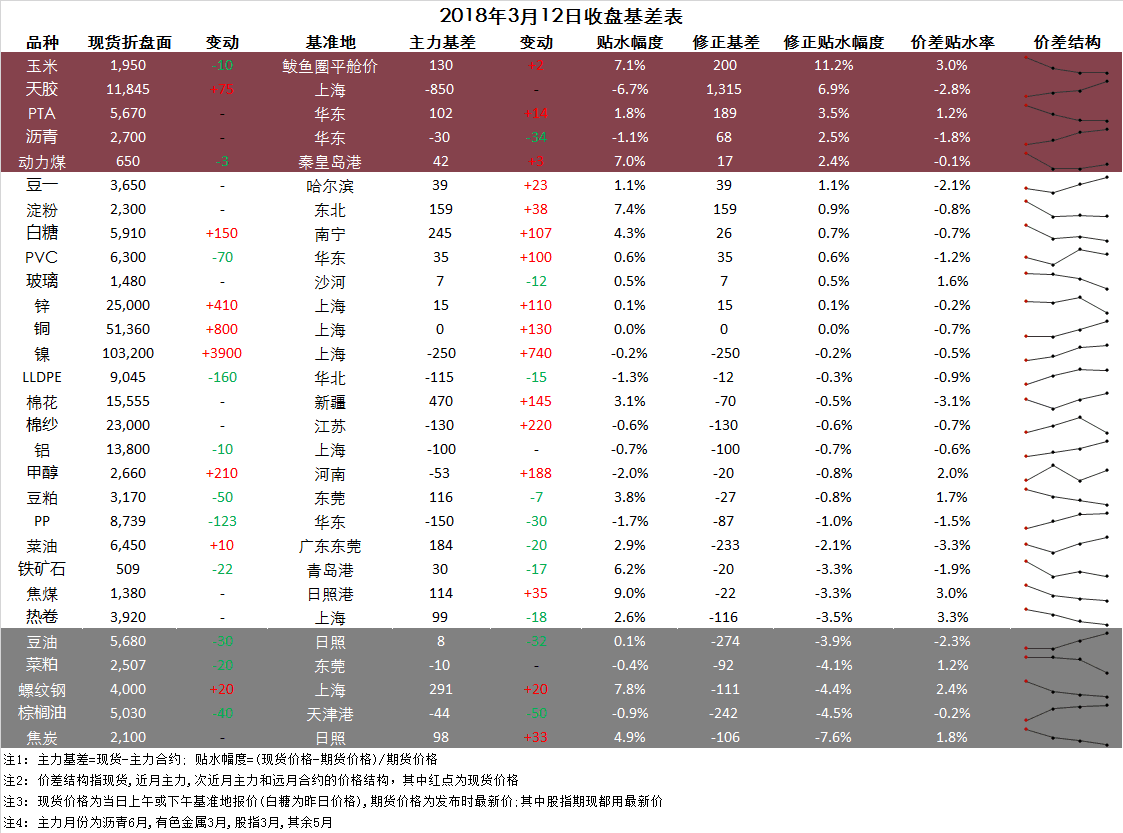 2018年3月12日收盘基差表
品种 现货折盘面 变动 基准地 主力基差 变动 贴水幅度 修正基差 修正贴水幅度 价差贴水率 价差结构
玉米 1,950 -10 鲅鱼圈平舱价 130 +2 7.1% 200 11.2% 3.0%
天胶 11,845 +75 上海 -850 - -6.7% 1,315 6.9% -2.8%
PTA 5,670 - 华东 102 +14 1.8% 189 3.5% 1.2%
沥青 2,700 - 华东 -30 -34 -1.1% 68 2.5% -1.8%
动力煤 650 -3 秦皇岛港 42 +3 7.0% 17 2.4% -0.1%
豆一 3,650 - 哈尔滨 39 +23 1.1% 39 1.1% -2.1%
淀粉 2,300 - 东北 159 +38 7.4% 159 0.9% -0.8%
白糖 5,910 +150 南宁 245 +107 4.3% 26 0.7% -0.7%
PVC 6,300 -70 华东 35 +100 0.6% 35 0.6% -1.2%
玻璃 1,480 - 沙河 7 -12 0.5% 7 0.5% 1.6%
锌 25,000 +410 上海 15 +110 0.1% 15 0.1% -0.2%
铜 51,360 +800 上海 0 +130 0.0% 0 0.0% -0.7%
镍 103,200 +3900 上海 -250 +740 -0.2% -250 -0.2% -0.5%
LLDPE 9,045 -160 华北 -115 -15 -1.3% -12 -0.3% -0.9%
棉花 15,555 - 新疆 470 +145 3.1% -70 -0.5% -3.1%
棉纱 23,000 - 江苏 -130 +220 -0.6% -130 -0.6% -0.7%
铝 13,800 -10 上海 -100 - -0.7% -100 -0.7% -0.6%
甲醇 2,660 +210 河南 -53 +188 -2.0% -20 -0.8% 2.0%
豆粕 3,170 -50 东莞 116 -7 3.8% -27 -0.8% 1.7%
PP 8,739 -123 华东 -150 -30 -1.7% -87 -1.0% -1.5%
菜油 6,450 +10 广东东莞 184 -20 2.9% -233 -2.1% -3.3%
铁矿石 509 -22 青岛港 30 -17 6.2% -20 -3.3% -1.9%
焦煤 1,380 - 日照港 114 +35 9.0% -22 -3.3% 3.0%
热卷 3,920 - 上海 99 -18 2.6% -116 -3.5% 3.3%
豆油 5,680 -30 日照 8 -32 0.1% -274 -3.9% -2.3%
菜粕 2,507 -20 东莞 -10 - -0.4% -92 -4.1% 1.2%
螺纹钢 4,000 +20 上海 291 +20 7.8% -111 -4.4% 2.4%
棕榈油 5,030 -40 天津港 -44 -50 -0.9% -242 -4.5% -0.2%
焦炭 2,100 - 日照 98 +33 4.9% -106 -7.6% 1.8%
注1: 主力基差=现货-主力合约; 贴水幅度=(现货价格-期货价格)/期货价格
注2: 价差结构指现货,近月主力,次近月主力和远月合约的价格结构，其中红点为现货价格
注3: 现货价格为当日上午或下午基准地报价(白糖为昨日价格),期货价格为发布时最新价;其中股指期现都用最新价
注4: 主力月份为沥青6月,有色金属3月,股指3月,其余5月